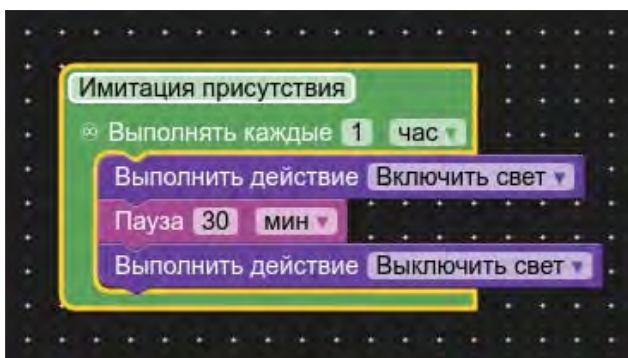 Имитация присутствия
∞ Выполнять каждые 1 час
Выполнить действие Включить свет
Пауза 30 мин
Выполнить действие Выключить свет